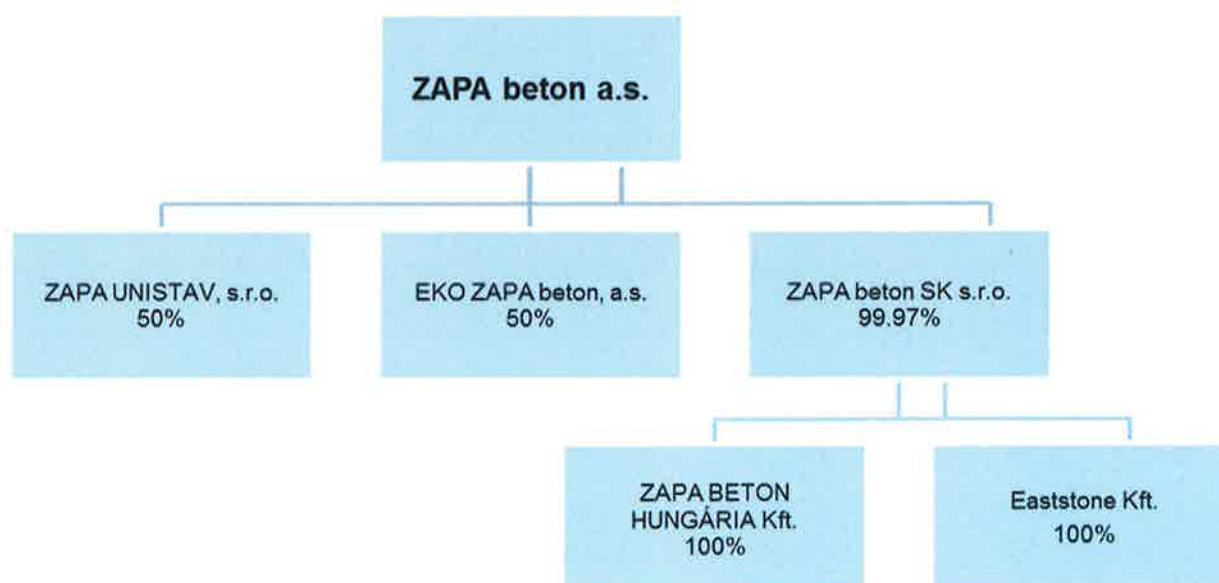 ZAPA beton a.s.
ZAPA UNISTAV, s.r.o.
50%
EKO ZAPA beton, a.s.
50%
ZAPA beton SK s.r.o.
99.97%
ZAPA BETON
HUNGÁRIA Kft.
100%
Eaststone Kft.
100%